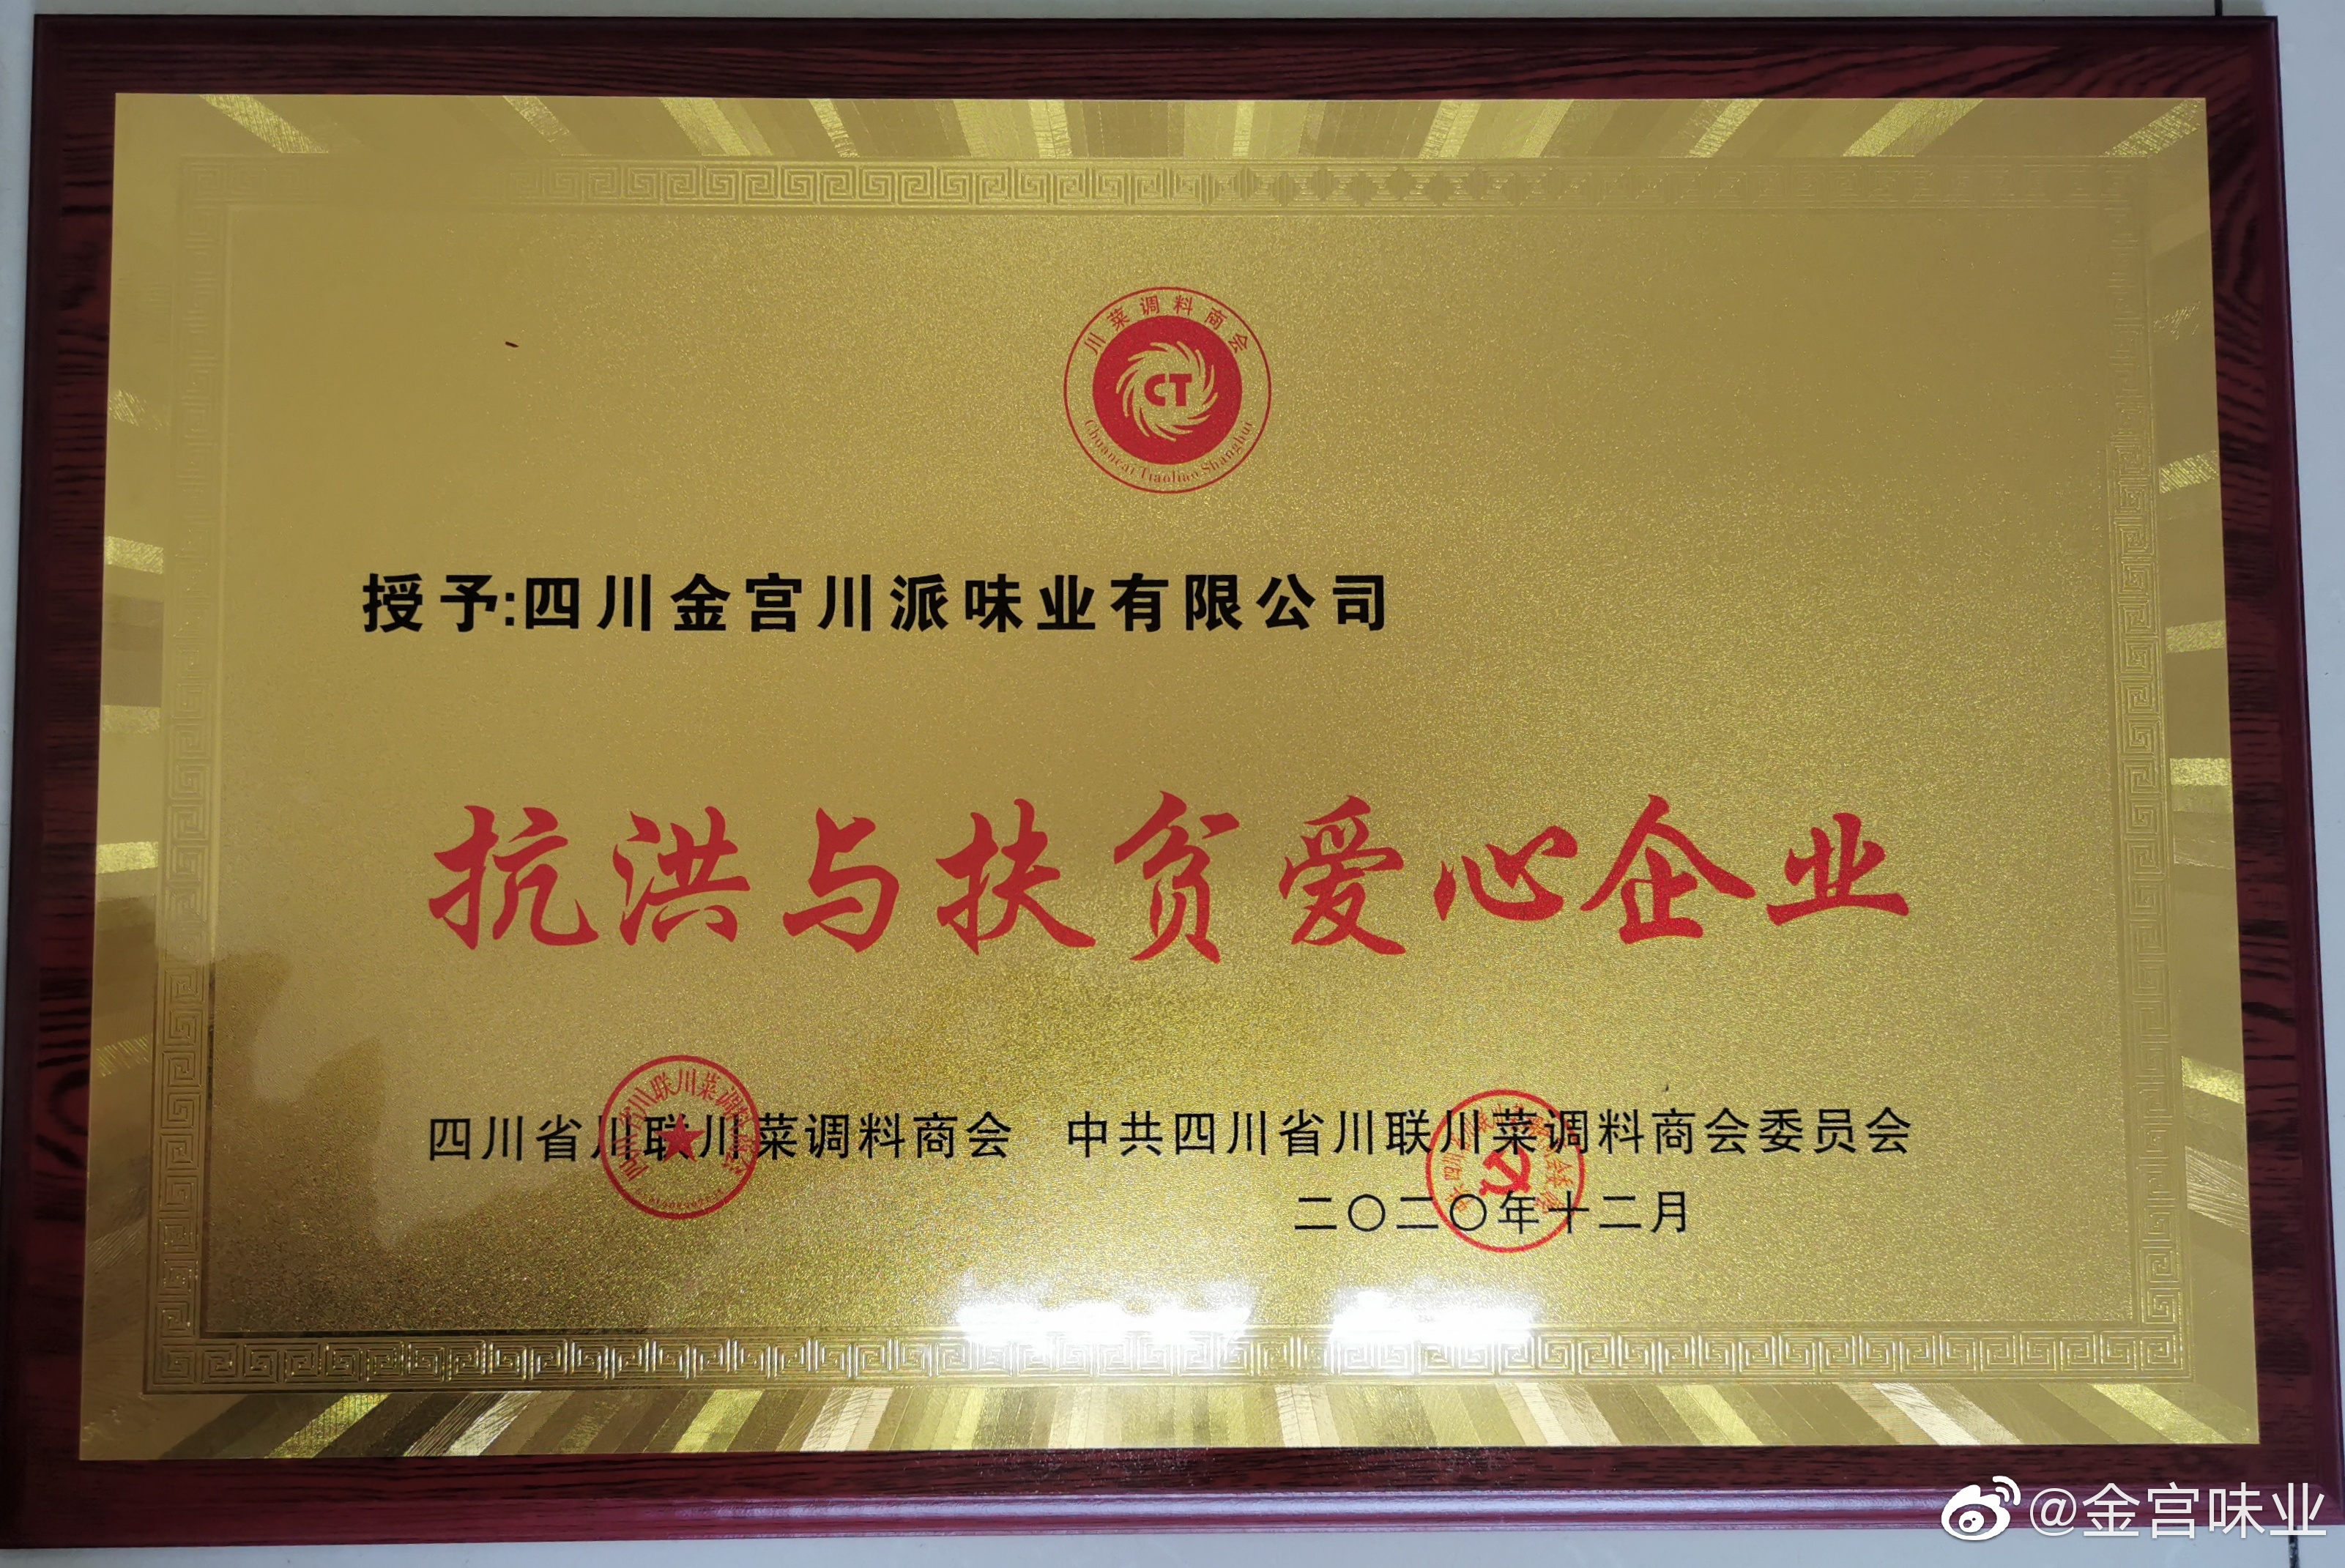 川菜调料商会
CT
Chuancai Tiaoliao Shanghui
授予:四川金宫川派味业有限公司
抗洪与扶贫爱心企业
四川省川联川菜调料商会 中共四川省川联川菜调料商会委员会
二〇二〇年十二月
@金宫味业